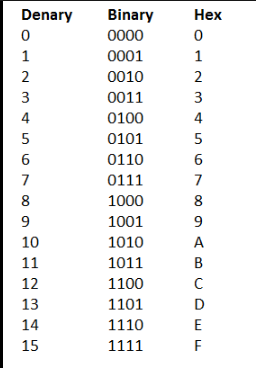 Denary Binary Hex
0 0000 0
1 0001 1
2 0010 2
3 0011 3
4 0100 4
5 0101 5
6 0110 6
7 0111 7
8 1000 8
9 1001 9
10 1010 A
11 1011 B
12 1100 C
13 1101 D
14 1110 E
15 1111 F